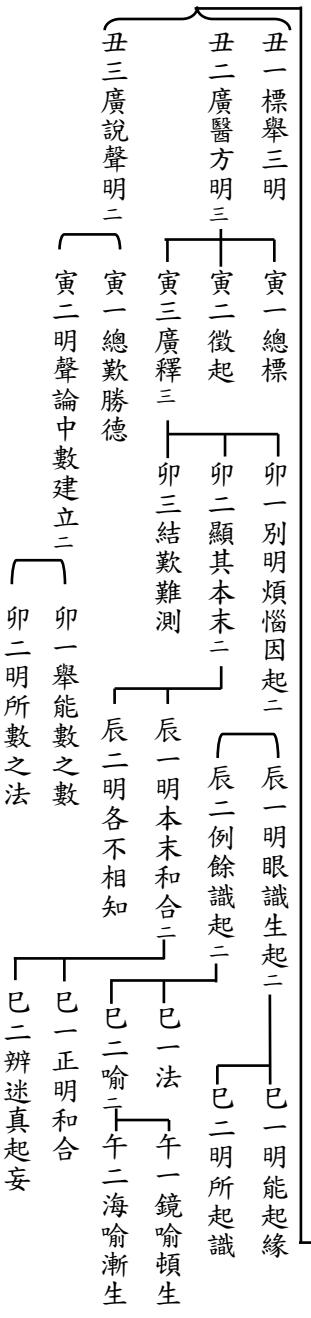 丑一標舉三明
丑二廣醫方明三
丑三廣說聲明二
寅一總標
寅二徵起
寅三廣釋三
寅一總歎勝德
寅二明聲論中數建立二
卯一別明煩惱因起二
卯二顯其本末二
卯三結歎難測
卯一舉能數之數
卯二明所數之法
辰一明眼識生起二
辰二例餘識起二
辰一明本末和合二
辰二明各不相知
巳一明能起緣
巳二明所起識
巳一法
巳二喻二
巳一正明和合
巳二辨迷真起妄
午一鏡喻頓生
午二海喻漸生